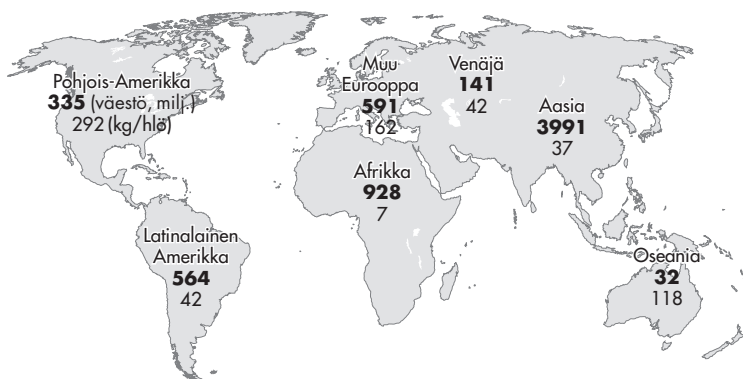 Pohjois-Amerikka
335 (väestö, milj.)
292 (kg/hlö)
Muu
Eurooppa
591
162
Venäjä
141
42
Aasia
3991
37
Afrikka
928
7
Latinalainen
Amerikka
564
42
Oseania
32
118